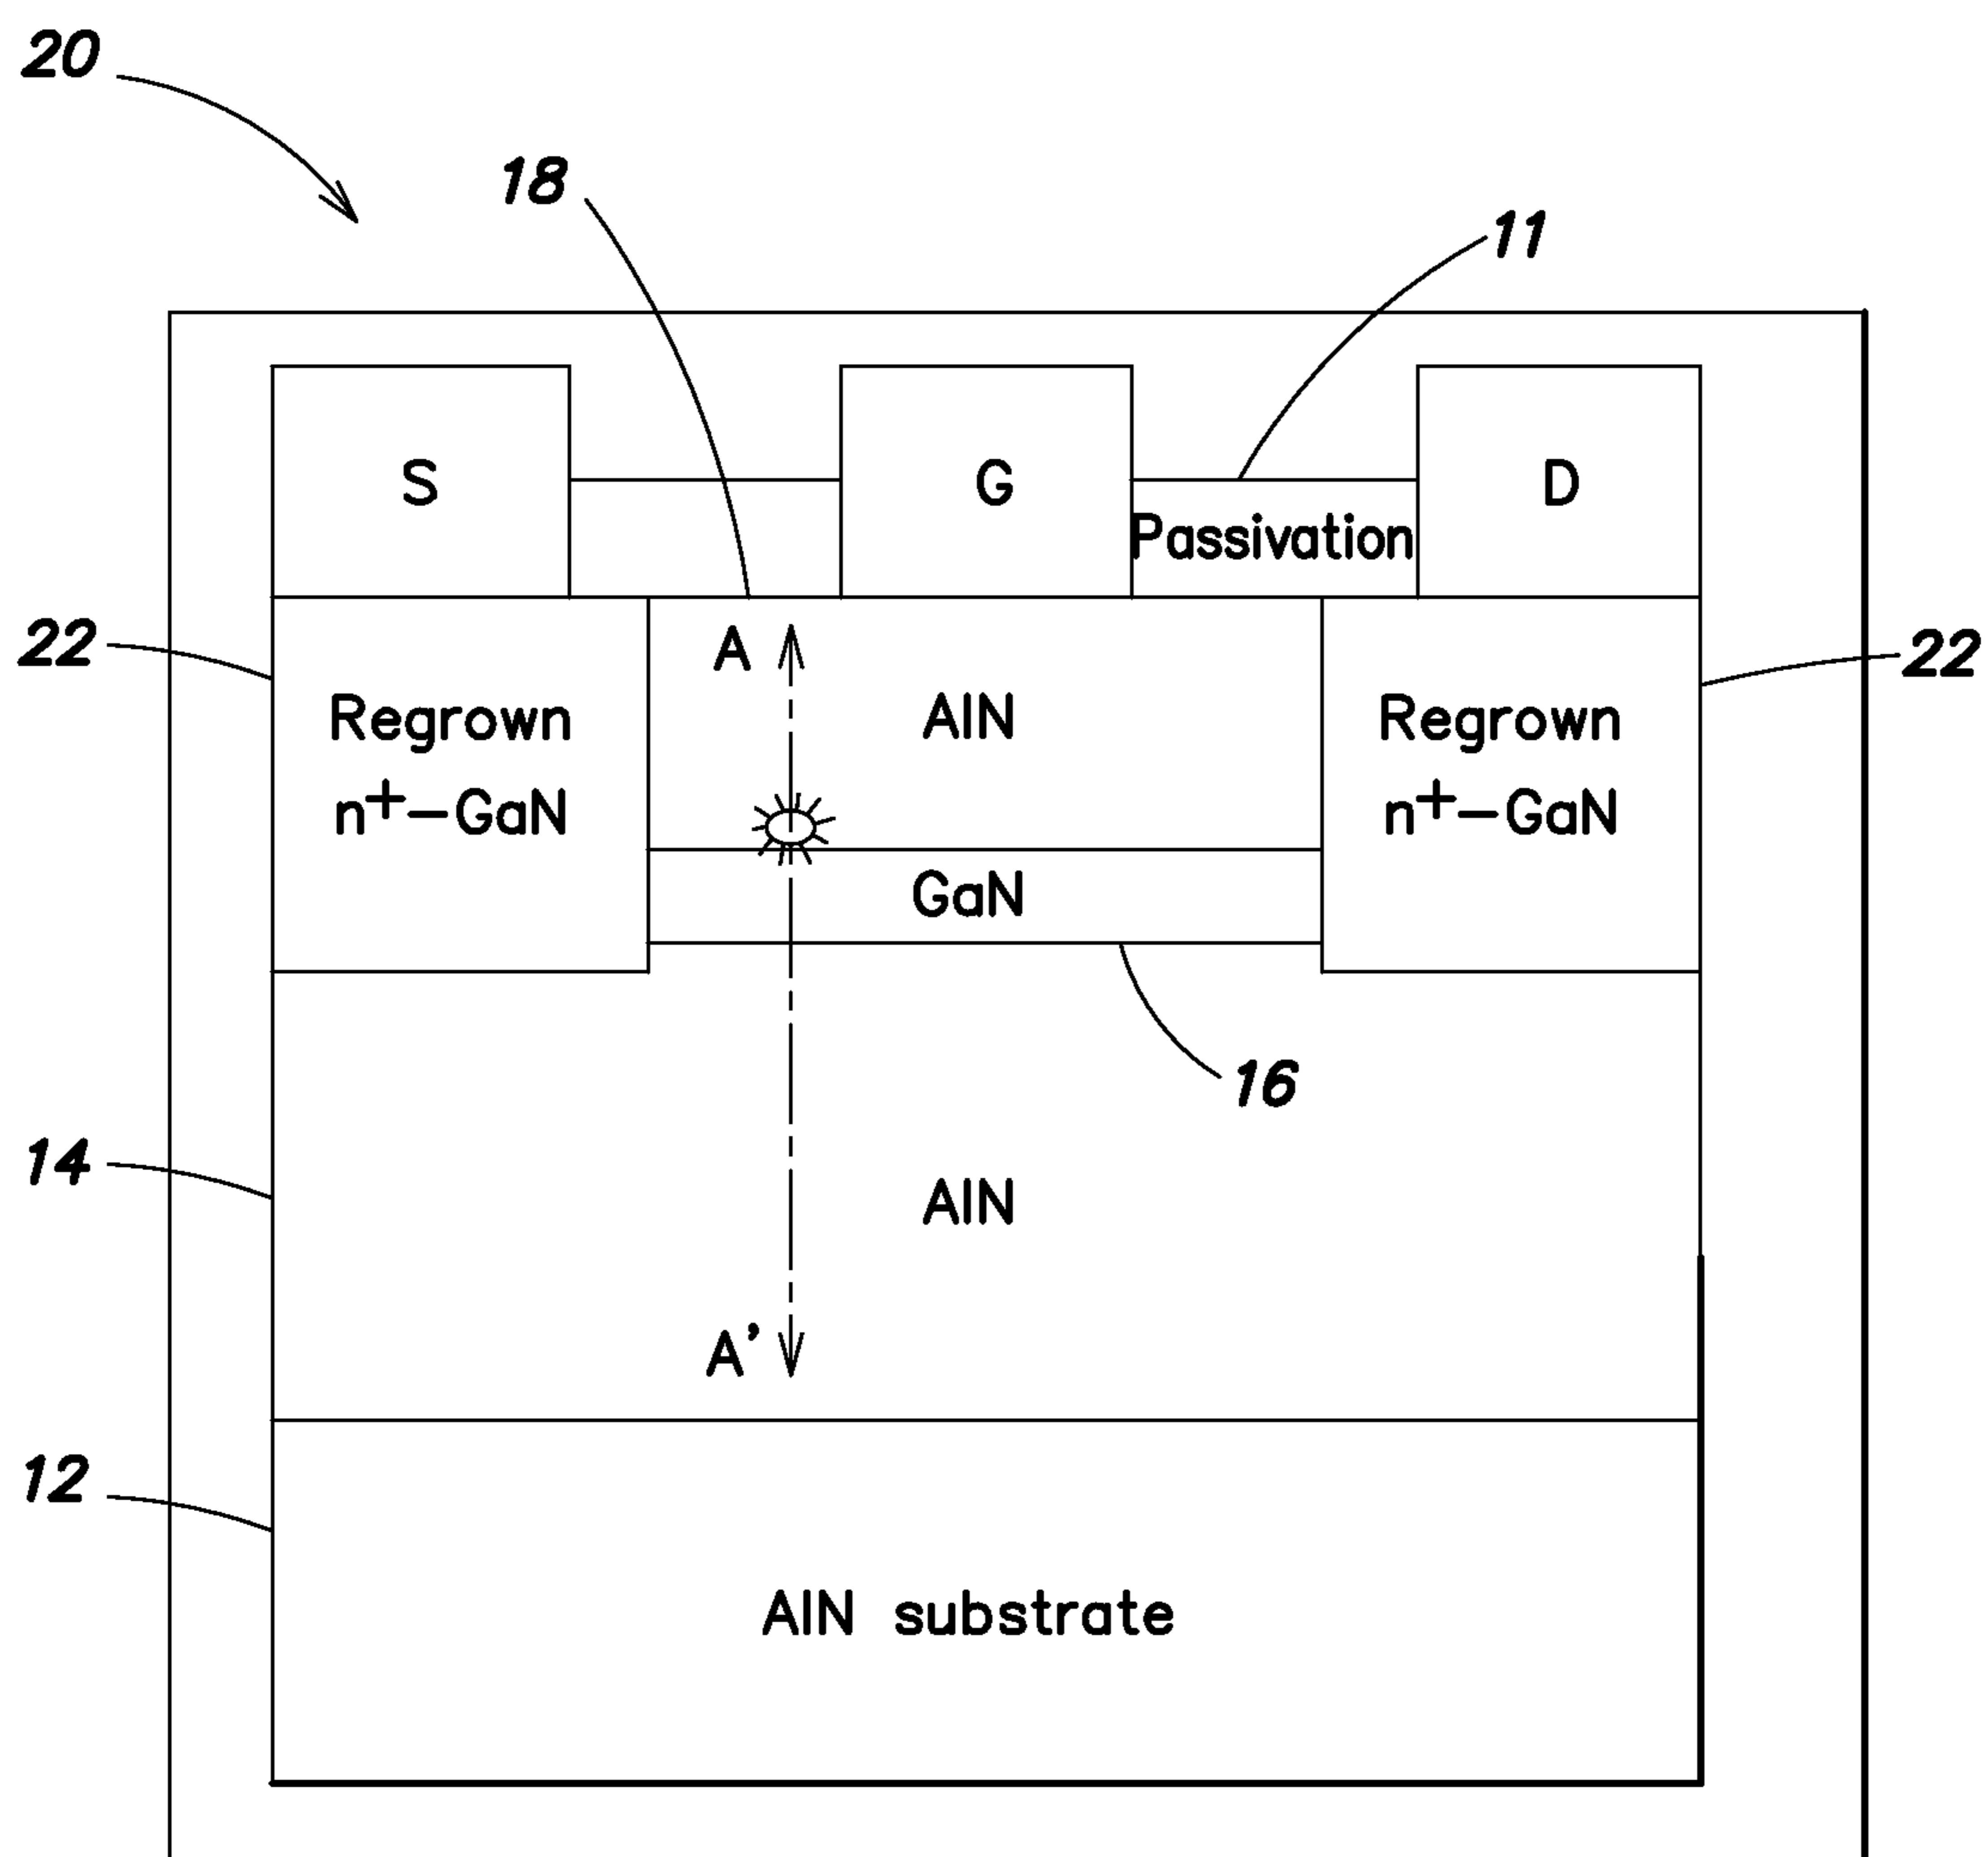 20
18
11
S
G
D
Passivation
22
A
22
Regrown
n+-GaN
AlN
Regrown
n+-GaN
GaN
16
14
AlN
A'
12
AlN substrate